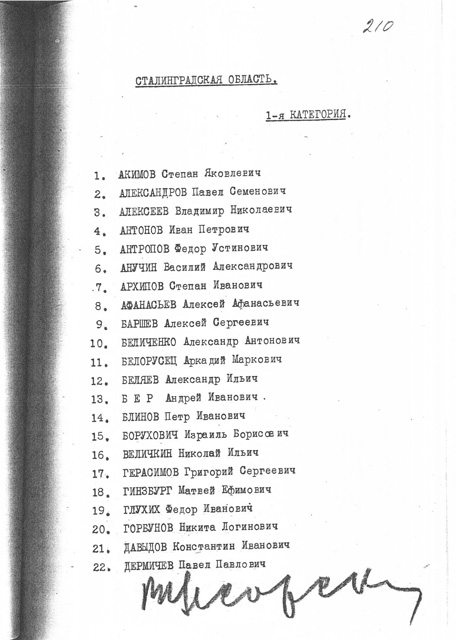 210
СТАЛИНГРАДСКАЯ ОБЛАСТЬ.
1-я КАТЕГОРИЯ.
1. АКИМОВ Степан Яковлевич
2. АЛЕКСАНДРОВ Павел Семенович
3. АЛЕКСЕЕВ Владимир Николаевич
4. АНТОНОВ Иван Петрович
5. АНТРОПОВ Федор Устинович
6. АНУЧИН Василий Александрович
7. АРХИПОВ Степан Иванович
8. АФАНАСЬЕВ Алексей Афанасьевич
9. БАРШЕВ Алексей Сергеевич
10. БЕЛИЧЕНКО Александр Антонович
11. БЕЛОРУСЕЦ Аркадий Маркович
12. БЕЛЯЕВ Александр Ильич
13. Б Е Р Андрей Иванович.
14. БЛИНОВ Петр Иванович
15. БОРУХОВИЧ Израиль Борисович
16. ВЕЛИЧКИН Николай Ильич
17. ГЕРАСИМОВ Григорий Сергеевич
18. ГИНЗБУРГ Матвей Ефимович
19. ГЛУХИХ Федор Иванович
20. ГОРБУНОВ Никита Логинович
21. ДАВЫДОВ Константин Иванович
22. ДЕРМИЧЕВ Павел Павлович